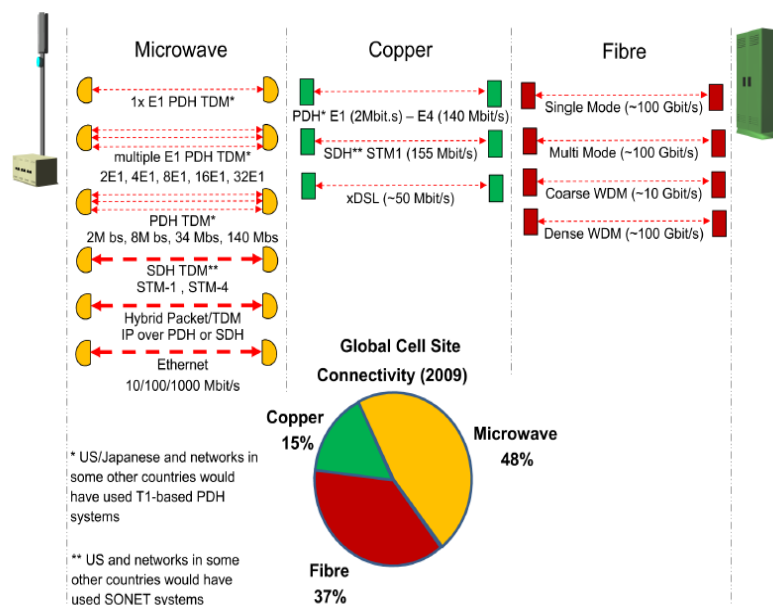 Microwave
1x E1 PDH TDM*
multiple E1 PDH TDM*
2E1, 4E1, 8E1, 16E1, 32E1
PDH TDM*
2M bs, 8M bs, 34 Mbs, 140 Mbs
SDH TDM**
STM-1 , STM-4
Hybrid Packet/TDM
IP over PDH or SDH
Ethernet
10/100/1000 Mbit/s
Copper
PDH* E1 (2Mbit.s) – E4 (140 Mbit/s)
SDH** STM1 (155 Mbit/s)
xDSL (~50 Mbit/s)
Fibre
Single Mode (~100 Gbit/s)
Multi Mode (~100 Gbit/s)
Coarse WDM (~10 Gbit/s)
Dense WDM (~100 Gbit/s)
Global Cell Site
Connectivity (2009)
Copper
15%
Microwave
48%
Fibre
37%
* US/Japanese and networks in
some other countries would
have used T1-based PDH
systems
** US and networks in some
other countries would have
used SONET systems